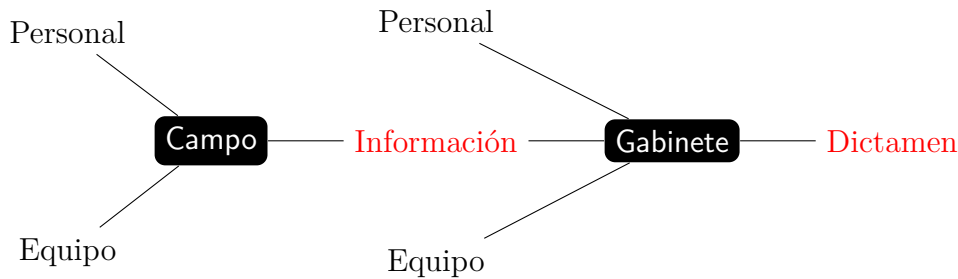 Personal
Personal
Campo
Información
Gabinete
Dictamen
Equipo
Equipo